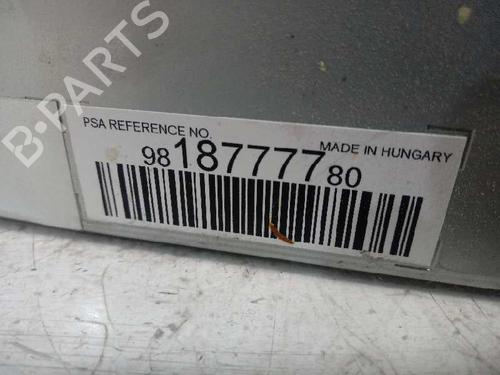 B-PARTS
PSA REFERENCE NO.
MADE IN HUNGARY
9818777780